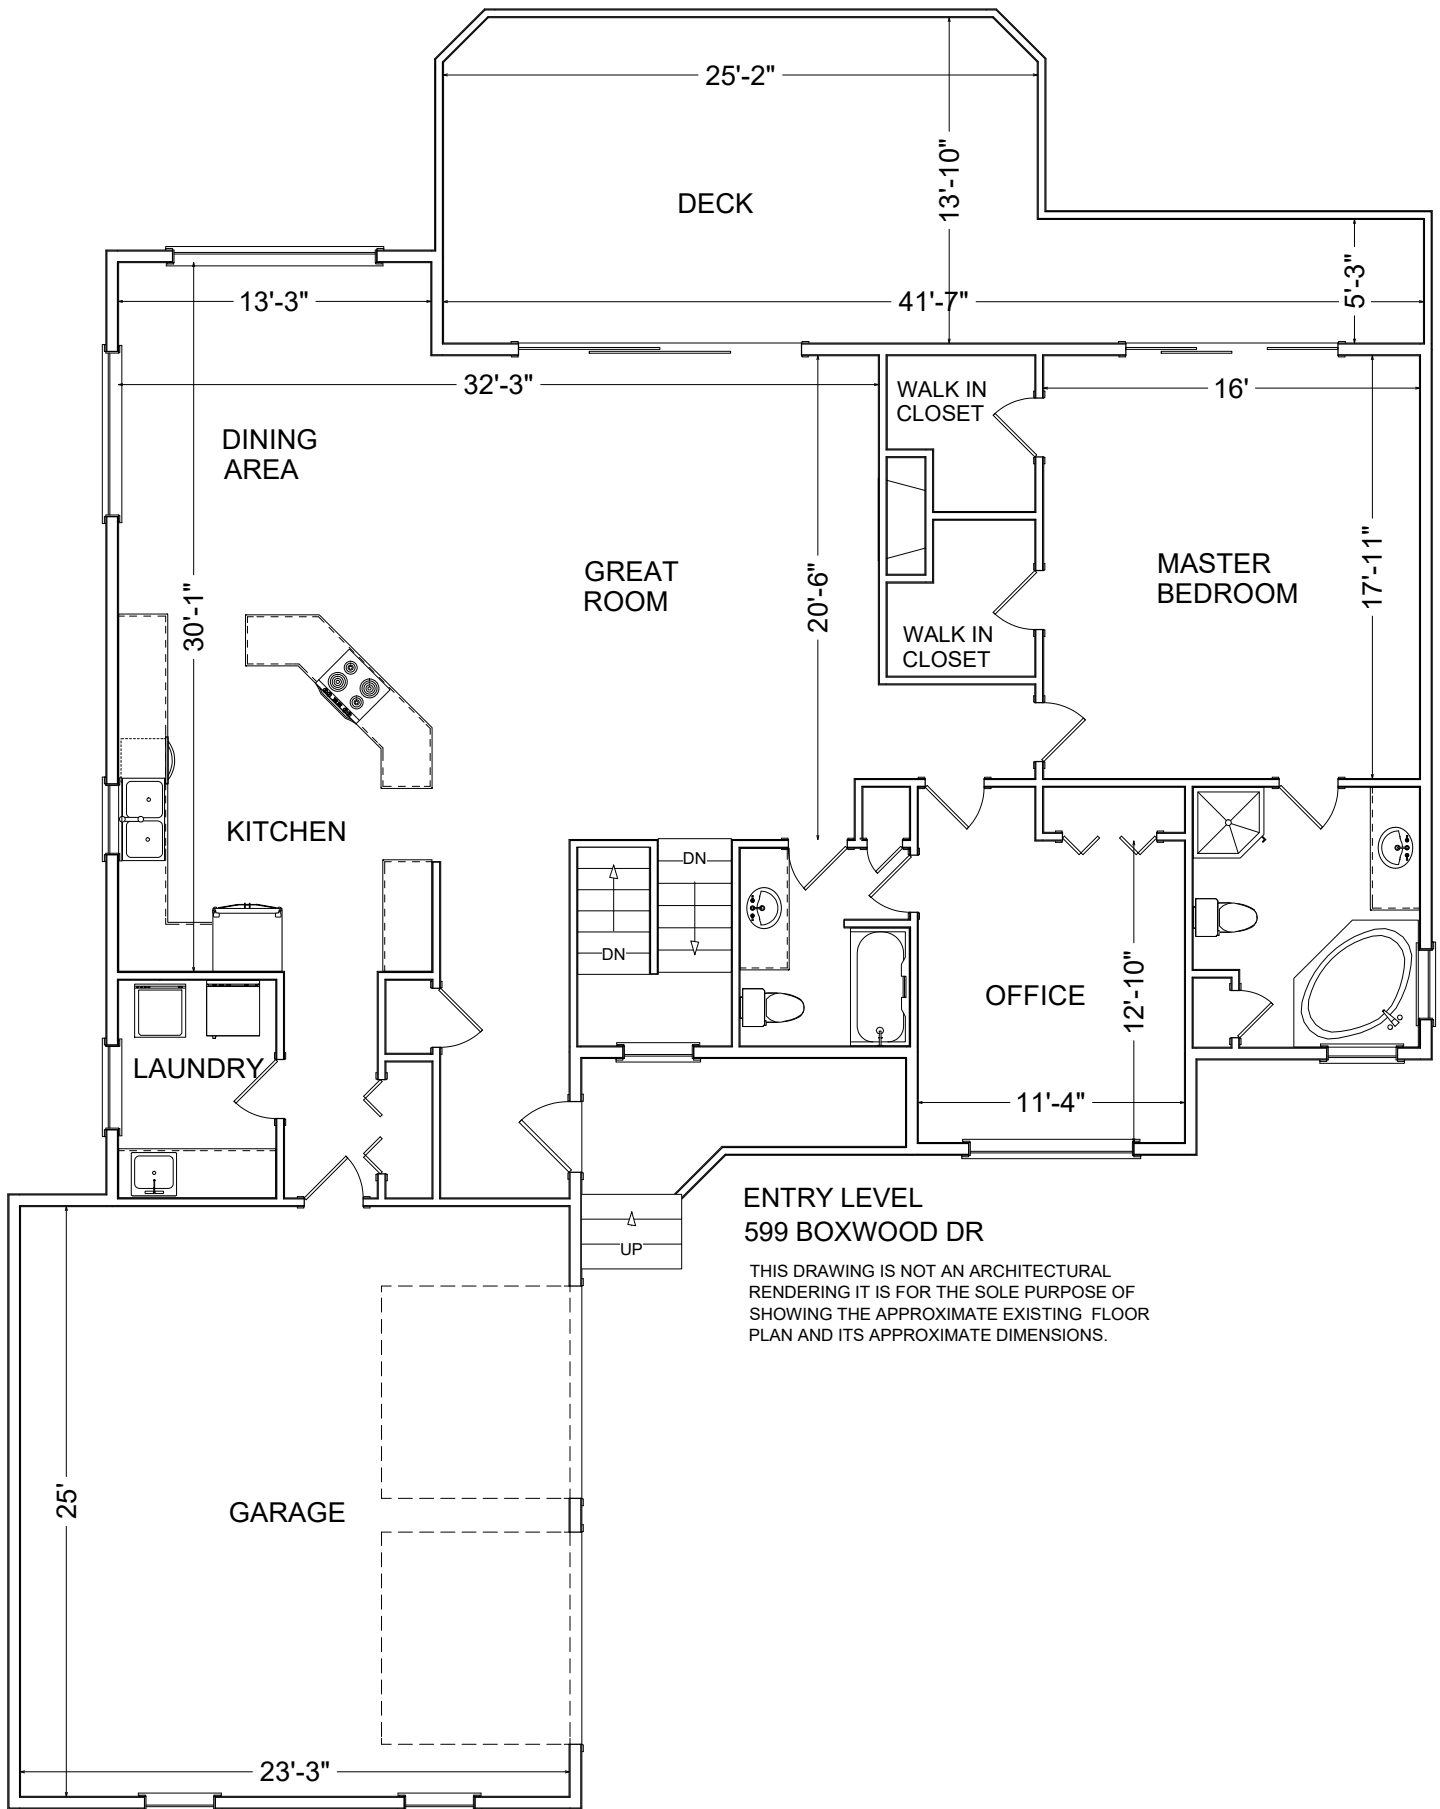 25'-2"
13'-10"
DECK
5'-3"
13'-3"
41'-7"
32'-3"
WALK IN
CLOSET
16'
DINING
AREA
30'-1"
GREAT
ROOM
20'-6"
MASTER
BEDROOM
17'-11"
WALK IN
CLOSET
KITCHEN
DN
DN
OFFICE
12'-10"
LAUNDRY
11'-4"
UP
ENTRY LEVEL
599 BOXWOOD DR
THIS DRAWING IS NOT AN ARCHITECTURAL
RENDERING IT IS FOR THE SOLE PURPOSE OF
SHOWING THE APPROXIMATE EXISTING FLOOR
PLAN AND ITS APPROXIMATE DIMENSIONS.
25'
GARAGE
23'-3"